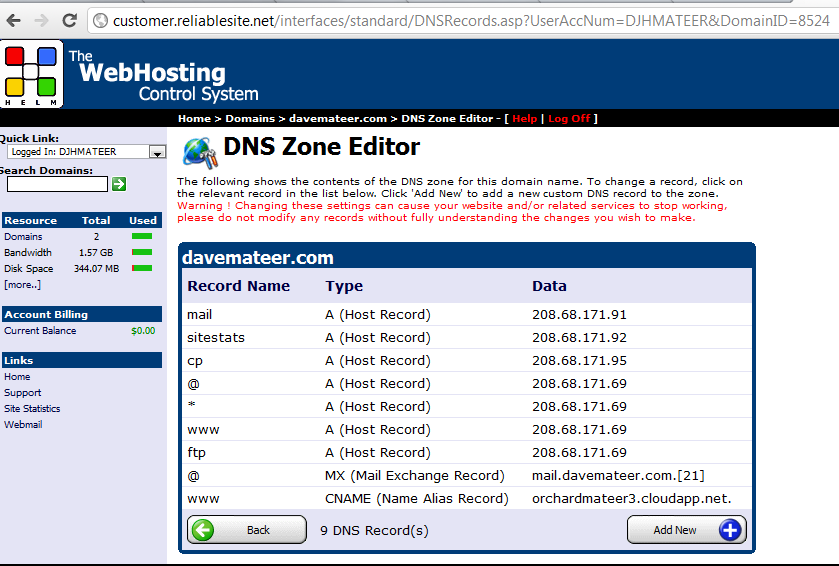 customer.reliablesite.net/interfaces/standard/DNSRecords.asp?UserAccNum=DJHMATEER&DomainID=8524
The
WebHosting
Control System
H E L M
Home > Domains > davemateer.com > DNS Zone Editor - [ Help | Log Off ]
Quick Link:
Logged In: DJHMATEER
Search Domains:
Resource Total Used
Domains 2
Bandwidth 1.57 GB
Disk Space 344.07 MB
[more..]
Account Billing
Current Balance $0.00
Links
Home
Support
Site Statistics
Webmail
DNS Zone Editor
The following shows the contents of the DNS zone for this domain name. To change a record, click on
the relevant record in the list below. Click 'Add New' to add a new custom DNS record to the zone.
Warning ! Changing these settings can cause your website and/or related services to stop working,
please do not modify any records without fully understanding the changes you wish to make.
davemateer.com
Record Name Type Data
mail A (Host Record) 208.68.171.91
sitestats A (Host Record) 208.68.171.92
cp A (Host Record) 208.68.171.95
@ A (Host Record) 208.68.171.69
* A (Host Record) 208.68.171.69
www A (Host Record) 208.68.171.69
ftp A (Host Record) 208.68.171.69
@ MX (Mail Exchange Record) mail.davemateer.com.[21]
www CNAME (Name Alias Record) orchardmateer3.cloudapp.net.
Back 9 DNS Record(s) Add New